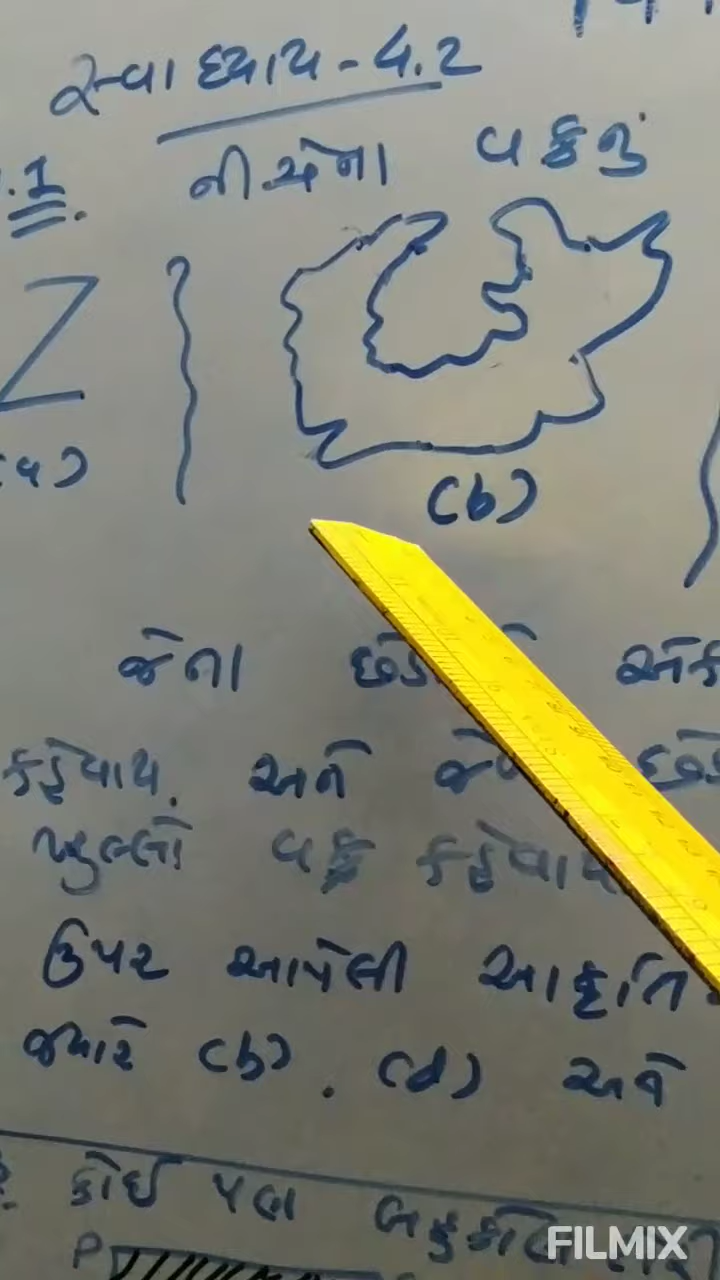 સ્વાધ્યાય - 4.2
.1 નીચેના વક્રનું
(a)
(b)
જેના
કહેવાય. અને
ખુલ્લો વક્ર કહેવાય
ઉપર આપેલી આકૃતિ
જ્યારે (b), (d) અને
કોઈ પણ
P
FILMIX